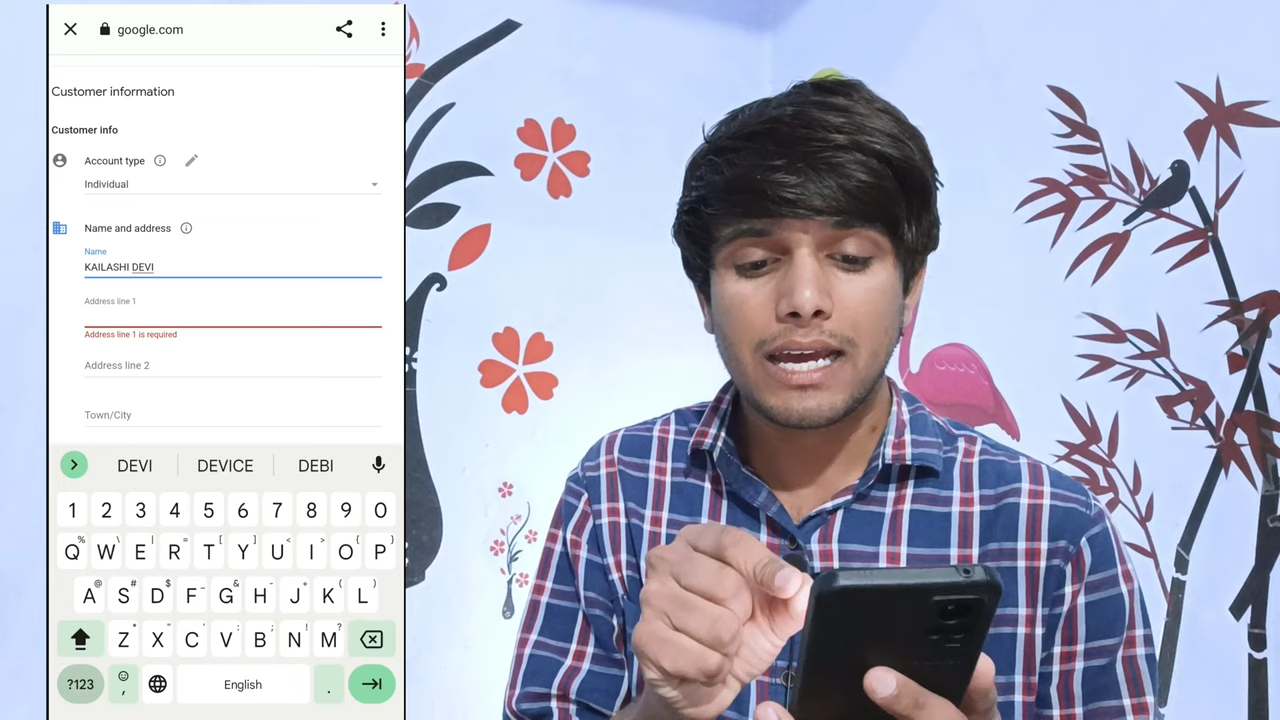 google.com
Customer information
Customer info
Account type
Individual
Name and address
Name
KAILASHI DEVI
Address line 1
Address line 1 is required
Address line 2
Town/City
DEVI DEVICE DEBI
1 2 3 4 5 6 7 8 9 0
Q% W\ E| R= T[ Y] U< I> O{ P}
A@ S# D$ F- G& H- J+ K( L)
Z* X" C' V: B; N! M?
?123 , English .